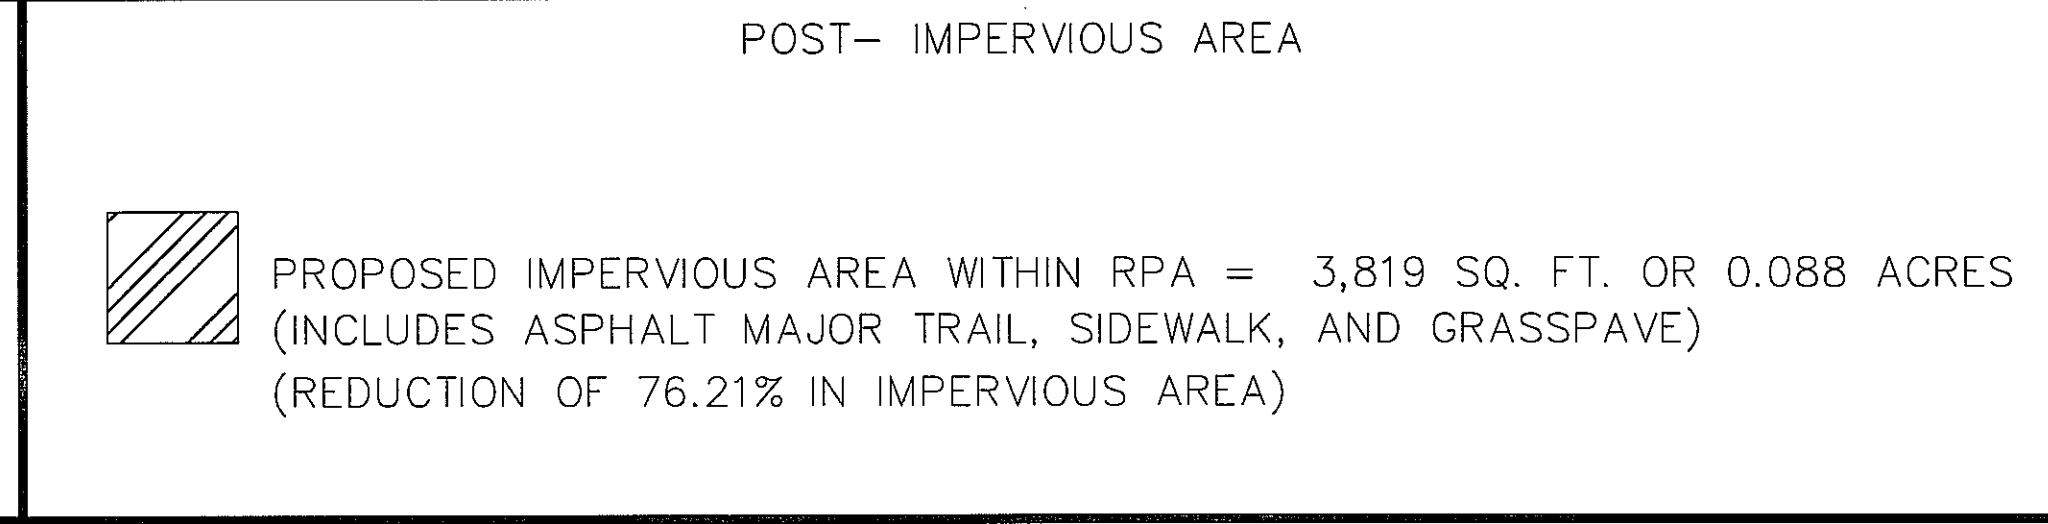 POST- IMPERVIOUS AREA
PROPOSED IMPERVIOUS AREA WITHIN RPA = 3,819 SQ. FT. OR 0.088 ACRES
(INCLUDES ASPHALT MAJOR TRAIL, SIDEWALK, AND GRASSPAVE)
(REDUCTION OF 76.21% IN IMPERVIOUS AREA)